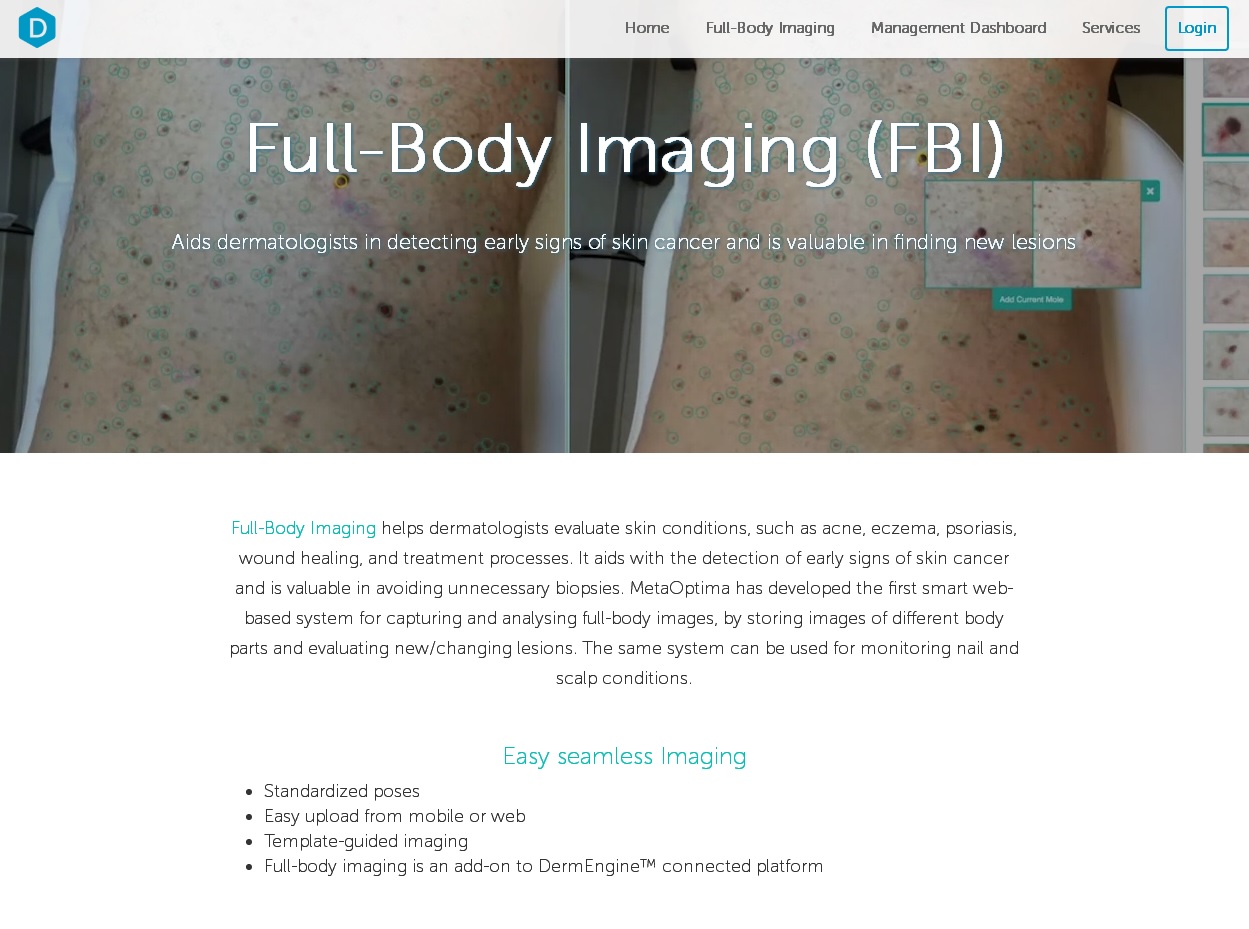 D
Home
Full-Body Imaging
Management Dashboard
Services
Login
Full-Body Imaging (FBI)
Aids dermatologists in detecting early signs of skin cancer and is valuable in finding new lesions
Add Current Mole
Full-Body Imaging helps dermatologists evaluate skin conditions, such as acne, eczema, psoriasis,
wound healing, and treatment processes. It aids with the detection of early signs of skin cancer
and is valuable in avoiding unnecessary biopsies. MetaOptima has developed the first smart web-
based system for capturing and analysing full-body images, by storing images of different body
parts and evaluating new/changing lesions. The same system can be used for monitoring nail and
scalp conditions.
Easy seamless Imaging
• Standardized poses
• Easy upload from mobile or web
• Template-guided imaging
• Full-body imaging is an add-on to DermEngine™ connected platform